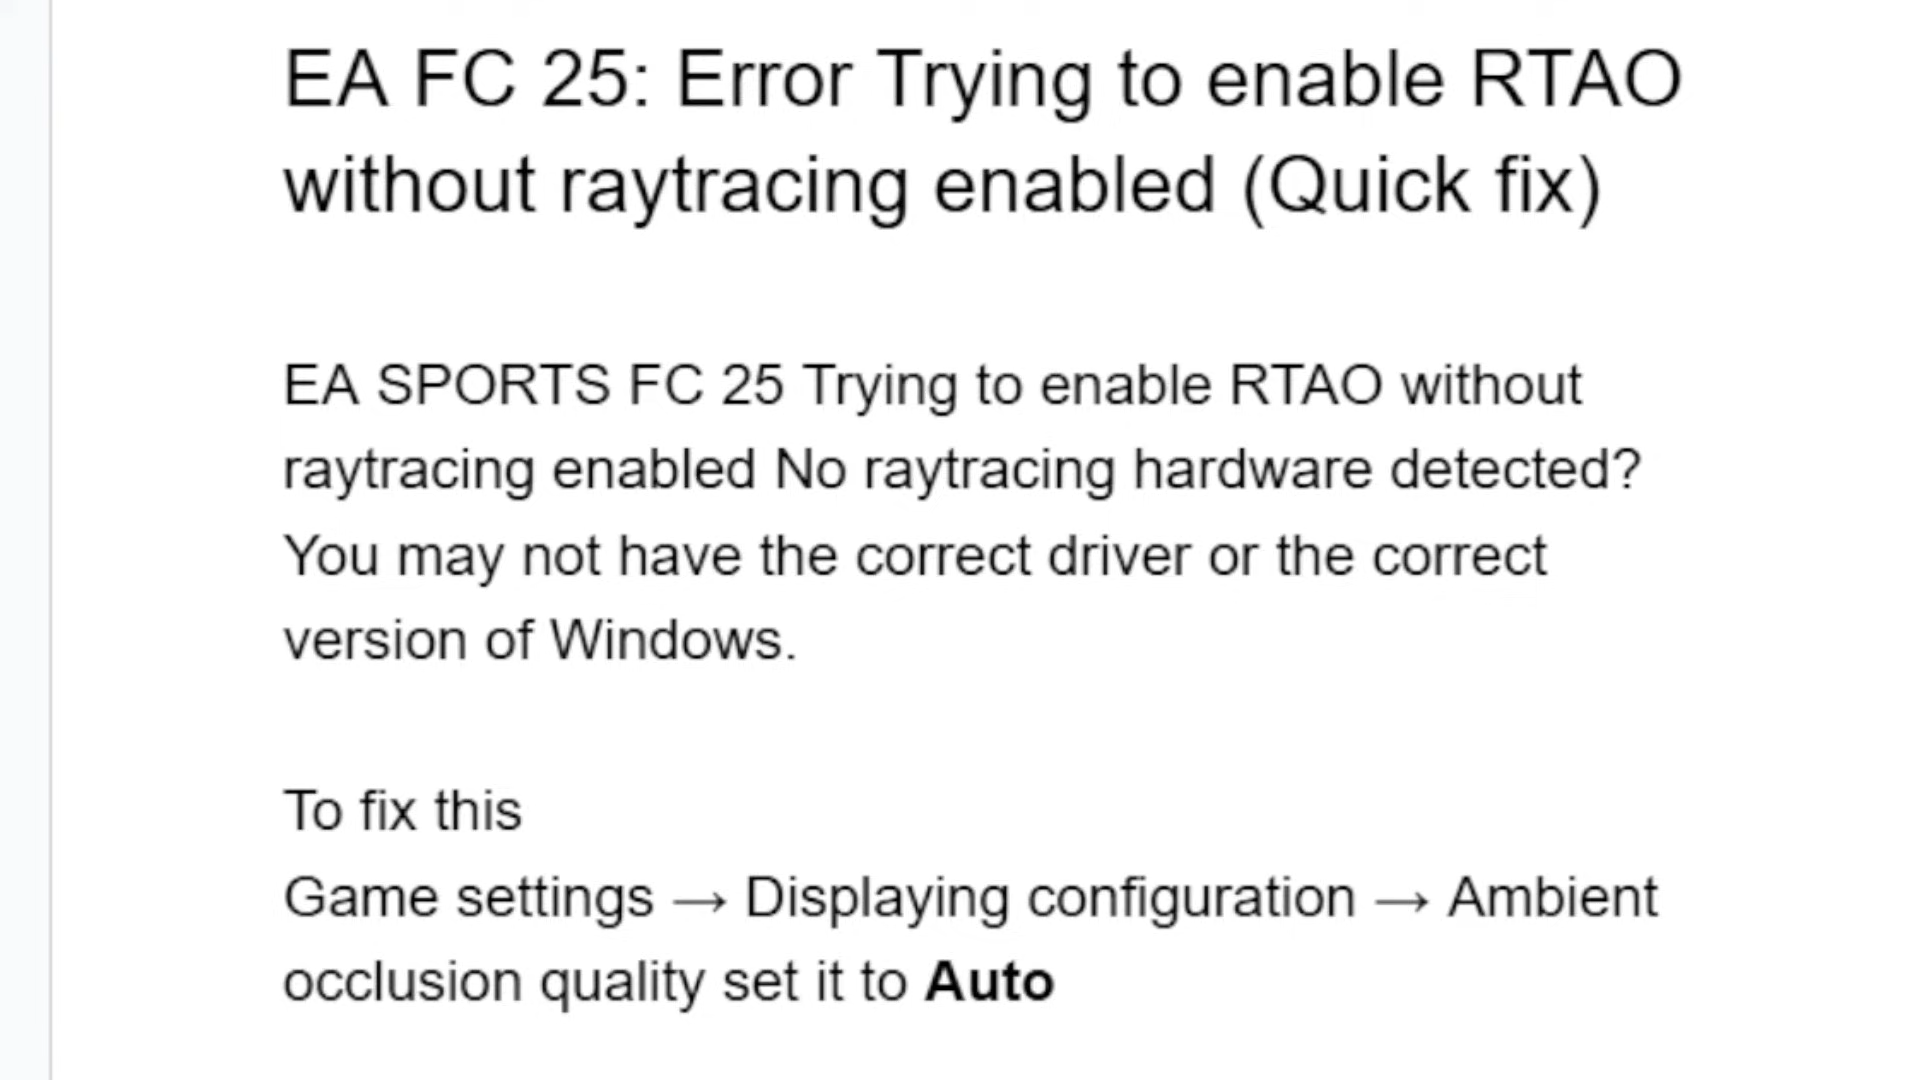 EA FC 25: Error Trying to enable RTAO
without raytracing enabled (Quick fix)
EA SPORTS FC 25 Trying to enable RTAO without
raytracing enabled No raytracing hardware detected?
You may not have the correct driver or the correct
version of Windows.
To fix this
Game settings → Displaying configuration → Ambient
occlusion quality set it to Auto